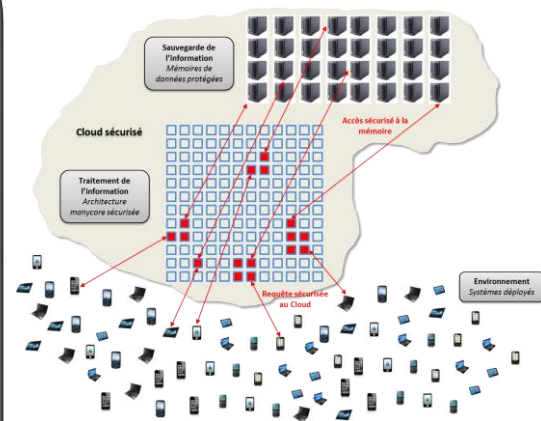 Sauvegarde de
l'information
Mémoires de
données protégées
Accès sécurisé à la
mémoire
Cloud sécurisé
Traitement de
l'information
Architecture
manycore sécurisée
Environnement
Systèmes déployés
Requête sécurisée
au Cloud